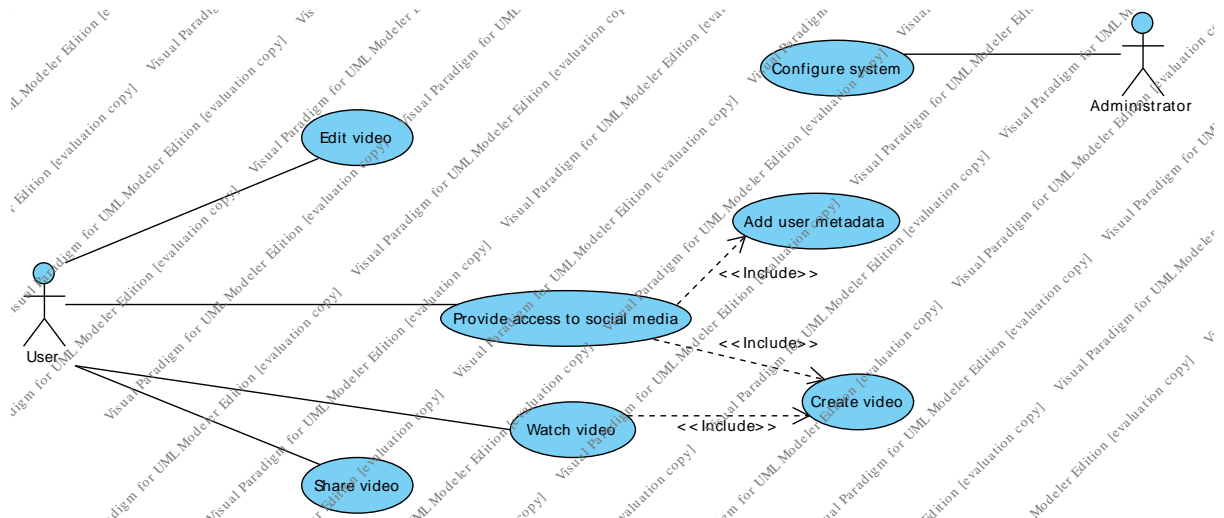 Configure system
Administrator
Edit video
Add user metadata
<<Include>>
User
Provide access to social media
<<Include>>
Create video
Watch video
<<Include>>
Share video
Visual Paradigm for UML Modeler Edition [evaluation copy]